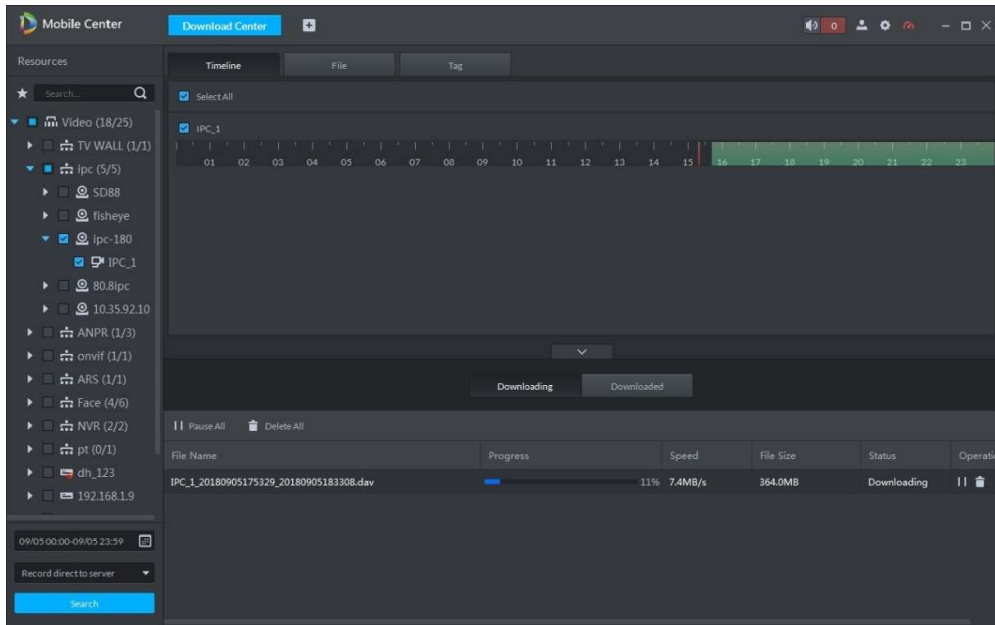 Mobile Center
Download Center
0
Resources
Search...
Video (18/25)
TV WALL (1/1)
ipc (5/5)
SD88
fisheye
ipc-180
IPC_1
80.8ipc
10.35.92.10
ANPR (1/3)
onvif (1/1)
ARS (1/1)
Face (4/6)
NVR (2/2)
pt (0/1)
dh_123
192.168.1.9
09/05 00:00-09/05 23:59
Record direct to server
Search
Timeline File Tag
Select All
IPC_1
01 02 03 04 05 06 07 08 09 10 11 12 13 14 15 16 17 18 19 20 21 22 23
Downloading Downloaded
Pause All Delete All
File Name Progress Speed File Size Status Operati
IPC_1_20180905175329_20180905183308.dav 11% 7.4MB/s 364.0MB Downloading